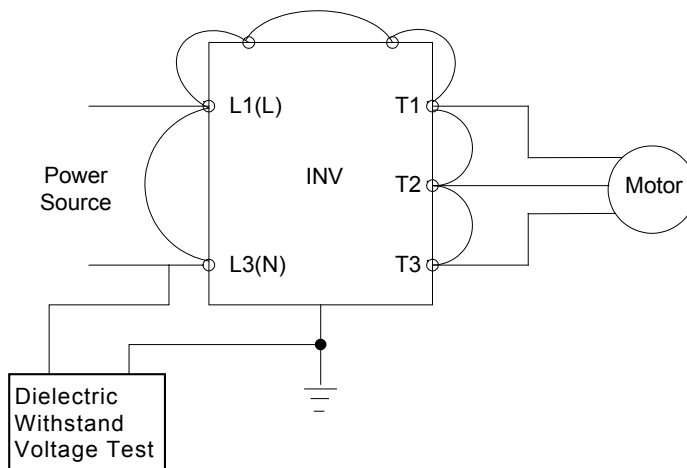 L1(L)
T1
Power
Source
INV
T2
Motor
L3(N)
T3
Dielectric
Withstand
Voltage Test